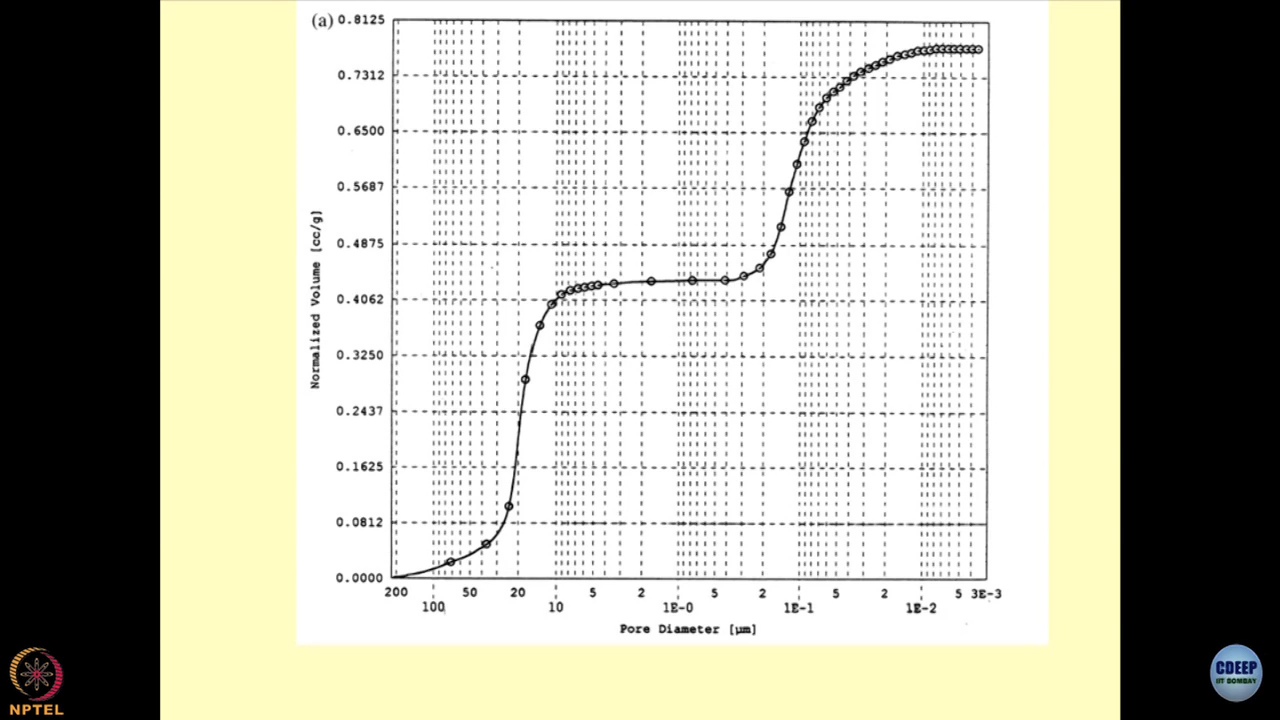 (a)
0.8125
0.7312
0.6500
0.5687
0.4875
0.4062
0.3250
0.2437
0.1625
0.0812
0.0000
Normalized Volume [cc/g]
200 50 20 5 2 5 2 5 2 5 3E-3
100 10 1E-0 1E-1 1E-2
Pore Diameter [µm]
NPTEL
CDEEP
IIT BOMBAY